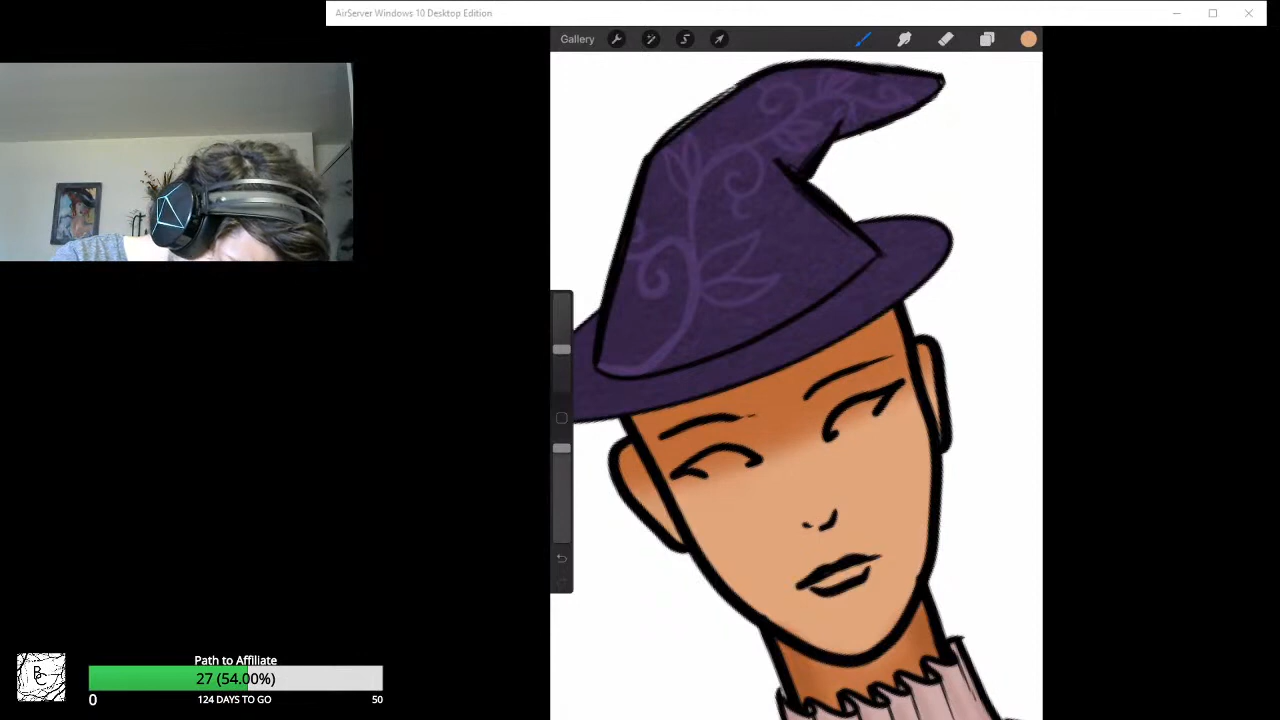 AirServer Windows 10 Desktop Edition
Gallery
Path to Affiliate
27 (54.00%)
0
124 DAYS TO GO
50